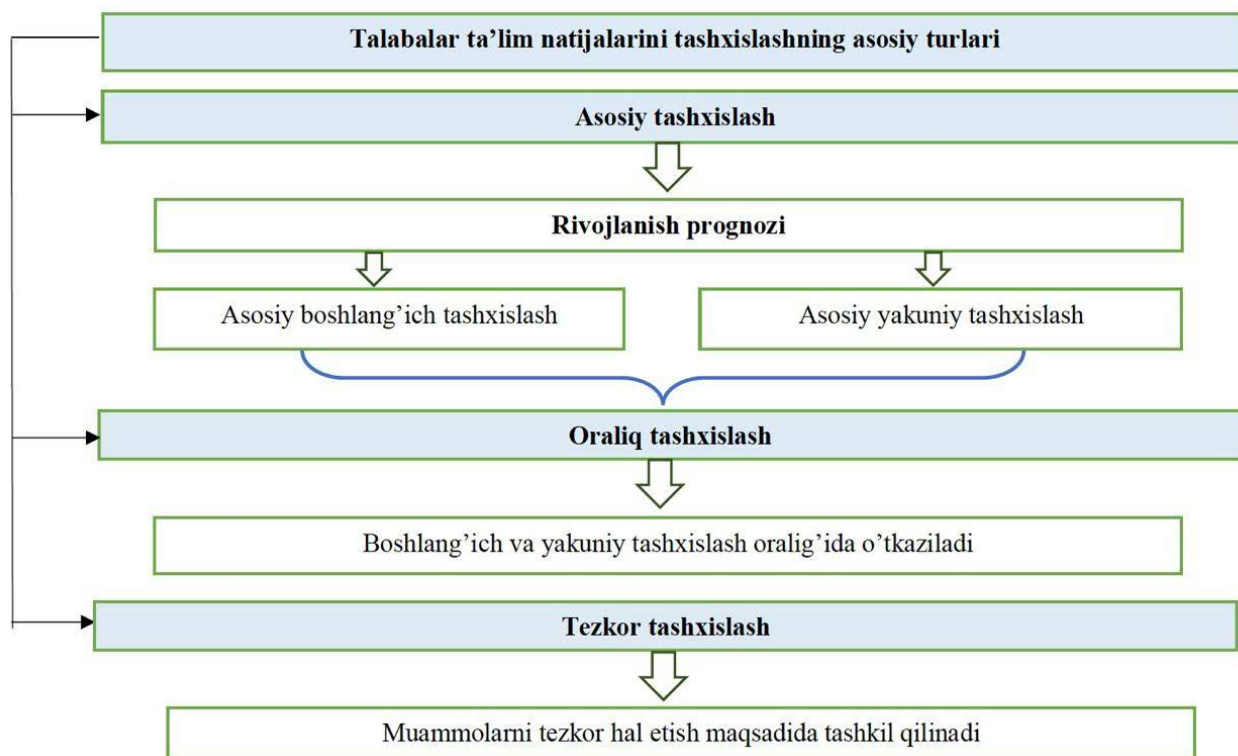 Talabalar ta’lim natijalarini tashxislashning asosiy turlari
Asosiy tashxislash
Rivojlanish prognozi
Asosiy boshlang’ich tashxislash
Asosiy yakuniy tashxislash
Oraliq tashxislash
Boshlang’ich va yakuniy tashxislash oralig’ida o’tkaziladi
Tezkor tashxislash
Muammolarni tezkor hal etish maqsadida tashkil qilinadi